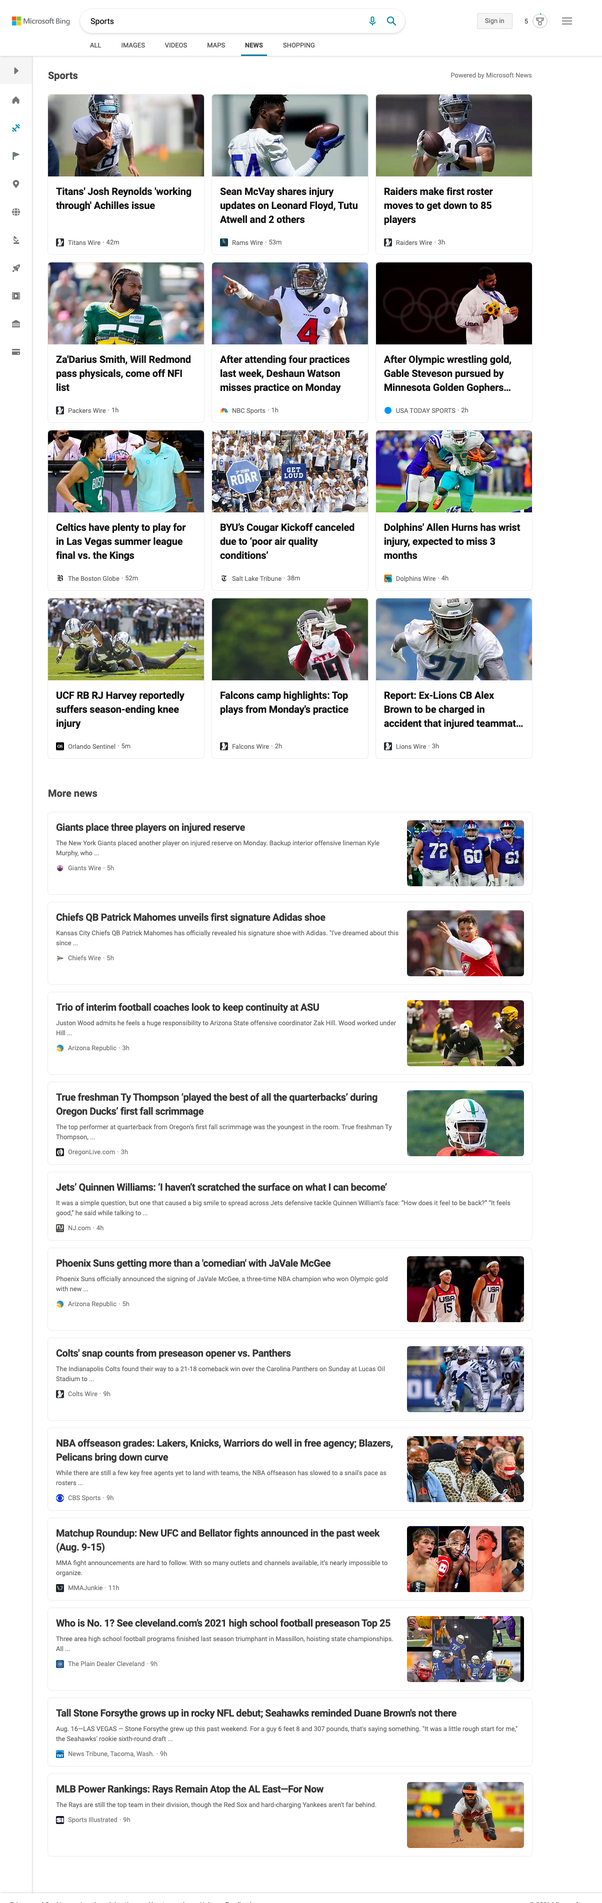 Microsoft Bing
Sports
Sign in
5
ALL IMAGES VIDEOS MAPS NEWS SHOPPING
Sports
Powered by Microsoft News
Titans' Josh Reynolds 'working
through' Achilles issue
Titans Wire · 42m
Sean McVay shares injury
updates on Leonard Floyd, Tutu
Atwell and 2 others
Rams Wire · 53m
Raiders make first roster
moves to get down to 85
players
Raiders Wire · 3h
Za'Darius Smith, Will Redmond
pass physicals, come off NFI
list
Packers Wire · 1h
After attending four practices
last week, Deshaun Watson
misses practice on Monday
NBC Sports · 1h
After Olympic wrestling gold,
Gable Steveson pursued by
Minnesota Golden Gophers...
USA TODAY SPORTS · 2h
Celtics have plenty to play for
in Las Vegas summer league
final vs. the Kings
The Boston Globe · 52m
ROAR
GET
LOUD
BYU's Cougar Kickoff canceled
due to 'poor air quality
conditions'
Salt Lake Tribune · 38m
Dolphins' Allen Hurns has wrist
injury, expected to miss 3
months
Dolphins Wire · 4h
UCF RB RJ Harvey reportedly
suffers season-ending knee
injury
Orlando Sentinel · 5m
ATL
19
Falcons camp highlights: Top
plays from Monday's practice
Falcons Wire · 2h
27
Report: Ex-Lions CB Alex
Brown to be charged in
accident that injured teammat...
Lions Wire · 3h
More news
Giants place three players on injured reserve
The New York Giants placed another player on injured reserve on Monday. Backup interior offensive lineman Kyle
Murphy, who ...
Giants Wire · 5h
72 60 61
Chiefs QB Patrick Mahomes unveils first signature Adidas shoe
Kansas City Chiefs QB Patrick Mahomes has officially revealed his signature shoe with Adidas. "I've dreamed about this
since ...
Chiefs Wire · 5h
Trio of interim football coaches look to keep continuity at ASU
Juston Wood admits he feels a huge responsibility to Arizona State offensive coordinator Zak Hill. Wood worked under
Hill ...
Arizona Republic · 3h
True freshman Ty Thompson 'played the best of all the quarterbacks' during
Oregon Ducks' first fall scrimmage
The top performer at quarterback from Oregon's first fall scrimmage was the youngest in the room. True freshman Ty
Thompson, ...
OregonLive.com · 3h
Jets' Quinnen Williams: 'I haven't scratched the surface on what I can become'
It was a simple question, but one that caused a big smile to spread across Jets defensive tackle Quinnen William's face: "How does it feel to be back?" "It feels
good," he said while talking to ...
NJ.com · 4h
Phoenix Suns getting more than a 'comedian' with JaVale McGee
Phoenix Suns officially announced the signing of JaVale McGee, a three-time NBA champion who won Olympic gold
with new ...
Arizona Republic · 5h
USA
15
USA
11
Colts' snap counts from preseason opener vs. Panthers
The Indianapolis Colts found their way to a 21-18 comeback win over the Carolina Panthers on Sunday at Lucas Oil
Stadium to ...
Colts Wire · 9h
NBA offseason grades: Lakers, Knicks, Warriors do well in free agency; Blazers,
Pelicans bring down curve
While there are still a few key free agents yet to land with teams, the NBA offseason has slowed to a snail's pace as
rosters ...
CBS Sports · 9h
Matchup Roundup: New UFC and Bellator fights announced in the past week
(Aug. 9-15)
MMA fight announcements are hard to follow. With so many outlets and channels available, it's nearly impossible to
organize.
MMAJunkie · 11h
Who is No. 1? See cleveland.com's 2021 high school football preseason Top 25
Three area high school football programs finished last season triumphant in Massillon, hoisting state championships.
All ...
The Plain Dealer Cleveland · 9h
Tall Stone Forsythe grows up in rocky NFL debut; Seahawks reminded Duane Brown's not there
Aug. 16—LAS VEGAS — Stone Forsythe grew up this past weekend. For a guy 6 feet 8 and 307 pounds, that's saying something. "It was a little rough start for me,"
the Seahawks' rookie sixth-round draft ...
News Tribune, Tacoma, Wash. · 9h
MLB Power Rankings: Rays Remain Atop the AL East—For Now
The Rays are still the top team in their division, though the Red Sox and hard-charging Yankees aren't far behind.
Sports Illustrated · 9h